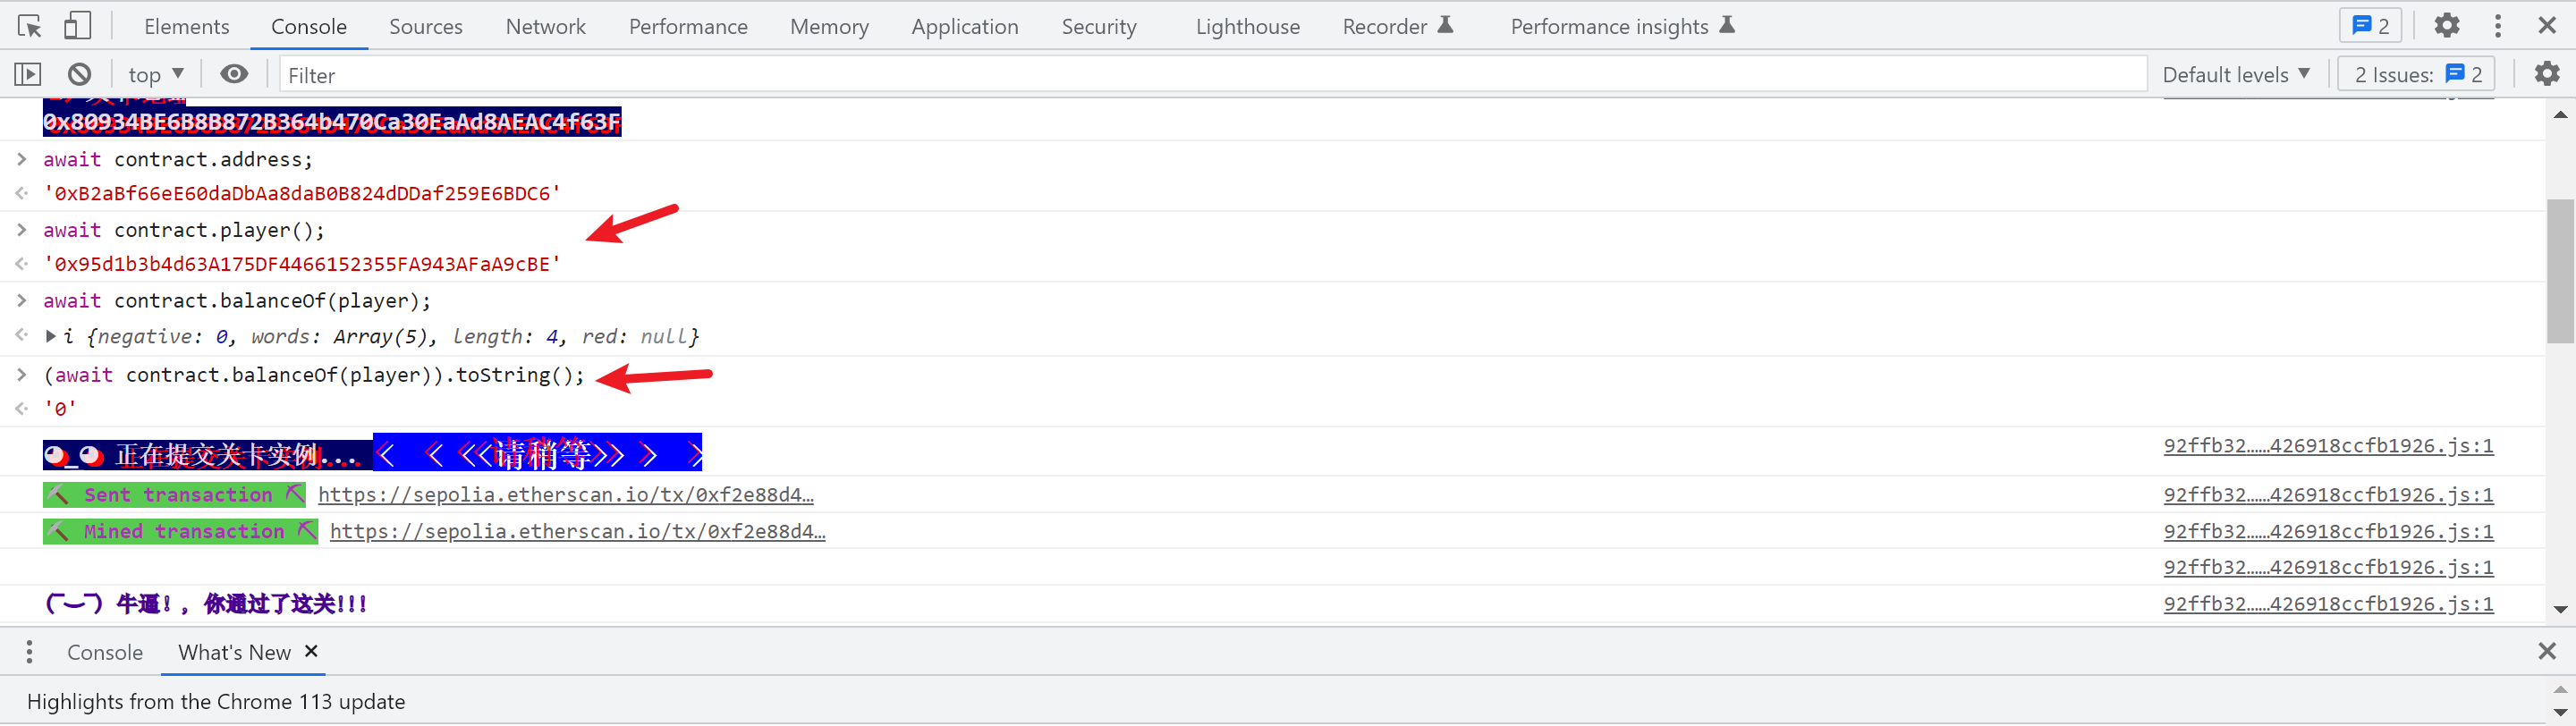 Elements Console Sources Network Performance Memory Application Security Lighthouse Recorder Performance insights 2
top Filter Default levels 2 Issues: 2
0x80934BE6B8B872B364b470Ca30EaAd8AEAC4f63F
await contract.address;
'0xB2aBf66eE60daDbAa8daB0B824dDDaf259E6BDC6'
await contract.player();
'0x95d1b3b4d63A175DF4466152355FA943AFaA9cBE'
await contract.balanceOf(player);
i {negative: 0, words: Array(5), length: 4, red: null}
(await contract.balanceOf(player)).toString();
'0'
◕_◕ 正在提交关卡实例... < < <<请稍等>> > > 92ffb32……426918ccfb1926.js:1
⛏ Sent transaction ⛏ https://sepolia.etherscan.io/tx/0xf2e88d4… 92ffb32……426918ccfb1926.js:1
⛏ Mined transaction ⛏ https://sepolia.etherscan.io/tx/0xf2e88d4… 92ffb32……426918ccfb1926.js:1
92ffb32……426918ccfb1926.js:1
(¯⌣¯) 牛逼!, 你通过了这关!!! 92ffb32……426918ccfb1926.js:1
Console What's New
Highlights from the Chrome 113 update